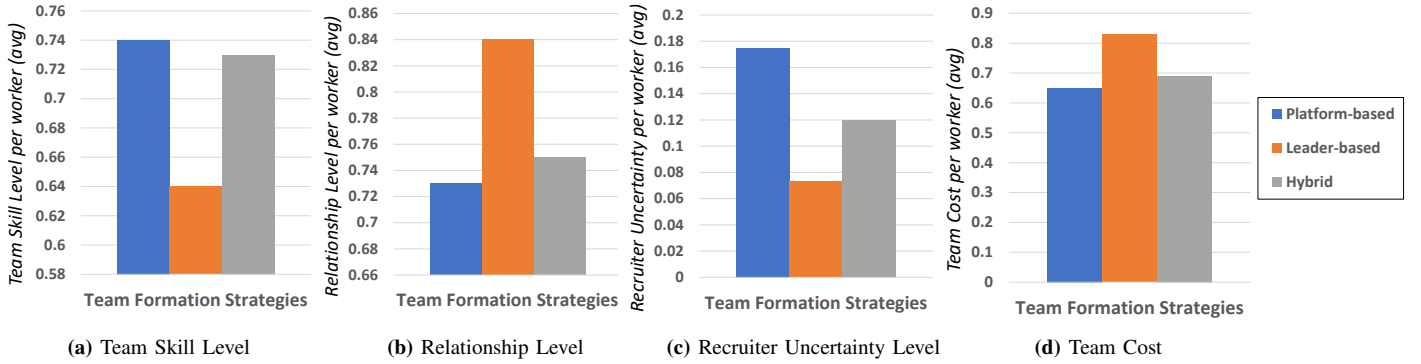 Team Skill Level per worker (avg)
0.76
0.74
0.72
0.7
0.68
0.66
0.64
0.62
0.6
0.58
Team Formation Strategies
(a) Team Skill Level
Relationship Level per worker (avg)
0.86
0.84
0.82
0.8
0.78
0.76
0.74
0.72
0.7
0.68
0.66
Team Formation Strategies
(b) Relationship Level
Recruiter Uncertainty per worker (avg)
0.2
0.18
0.16
0.14
0.12
0.1
0.08
0.06
0.04
0.02
0
Team Formation Strategies
(c) Recruiter Uncertainty Level
Team Cost per worker (avg)
0.9
0.8
0.7
0.6
0.5
0.4
0.3
0.2
0.1
0
Team Formation Strategies
(d) Team Cost
Platform-based
Leader-based
Hybrid